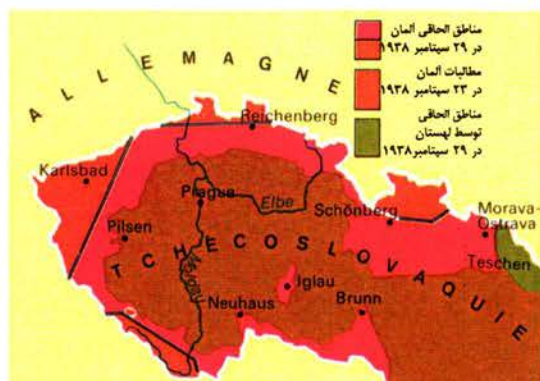 ALLEMAGNE
مناطق الحاقی آلمان
در ۲۹ سپتامبر ۱۹۳۸
مطالبات آلمان
در ۲۳ سپتامبر ۱۹۳۸
مناطق الحاقی
توسط لهستان
در ۲۹ سپتامبر ۱۹۳۸
Reichenberg
Karlsbad
Prague
Elbe
Schönberg
Morava-
Ostrava
Pilsen
Teschen
TCHECOSLOVAQUIE
Iglau
Neuhaus
Brunn